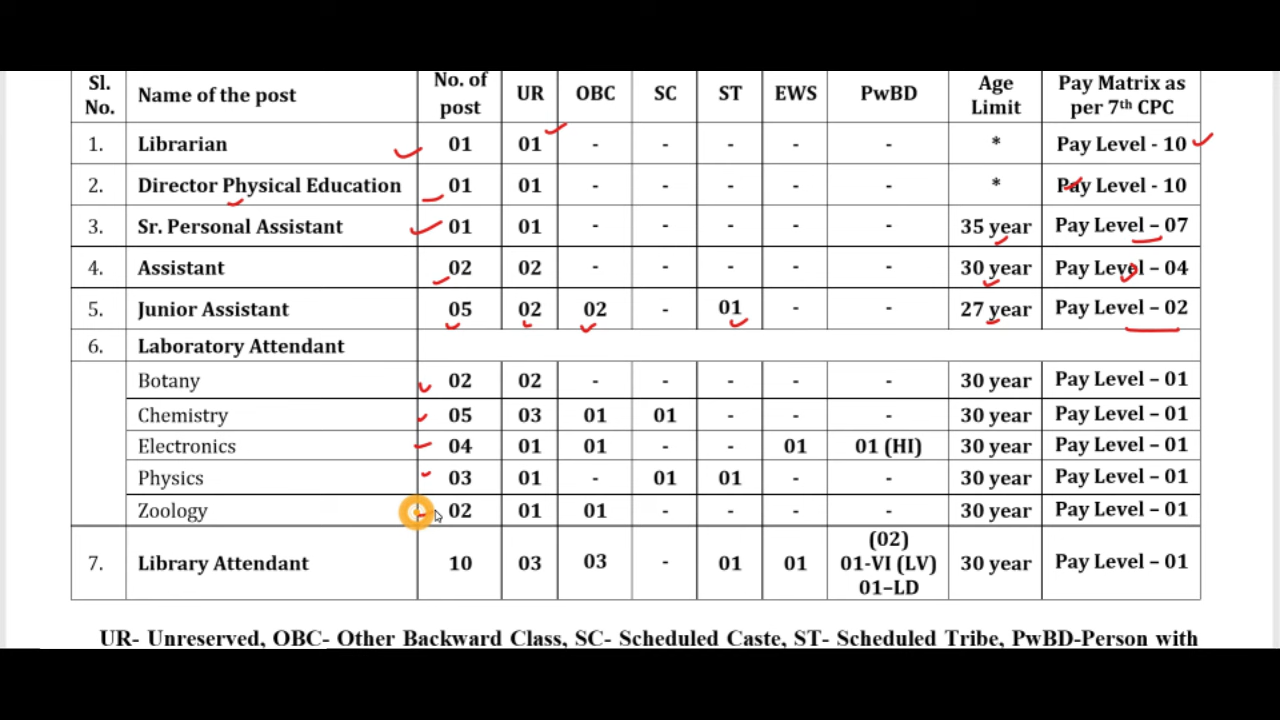 Sl. No. Name of the post No. of post UR OBC SC ST EWS PwBD Age Limit Pay Matrix as per 7th CPC
1. Librarian 01 01 - - - - - * Pay Level - 10
2. Director Physical Education 01 01 - - - - - * Pay Level - 10
3. Sr. Personal Assistant 01 01 - - - - - 35 year Pay Level – 07
4. Assistant 02 02 - - - - - 30 year Pay Level – 04
5. Junior Assistant 05 02 02 - 01 - - 27 year Pay Level – 02
6. Laboratory Attendant
Botany 02 02 - - - - - 30 year Pay Level – 01
Chemistry 05 03 01 01 - - - 30 year Pay Level – 01
Electronics 04 01 01 - - 01 01 (HI) 30 year Pay Level – 01
Physics 03 01 - 01 01 - - 30 year Pay Level – 01
Zoology 02 01 01 - - - - 30 year Pay Level – 01
7. Library Attendant 10 03 03 - 01 01 (02) 01-VI (LV) 01–LD 30 year Pay Level – 01
UR- Unreserved, OBC- Other Backward Class, SC- Scheduled Caste, ST- Scheduled Tribe, PwBD-Person with